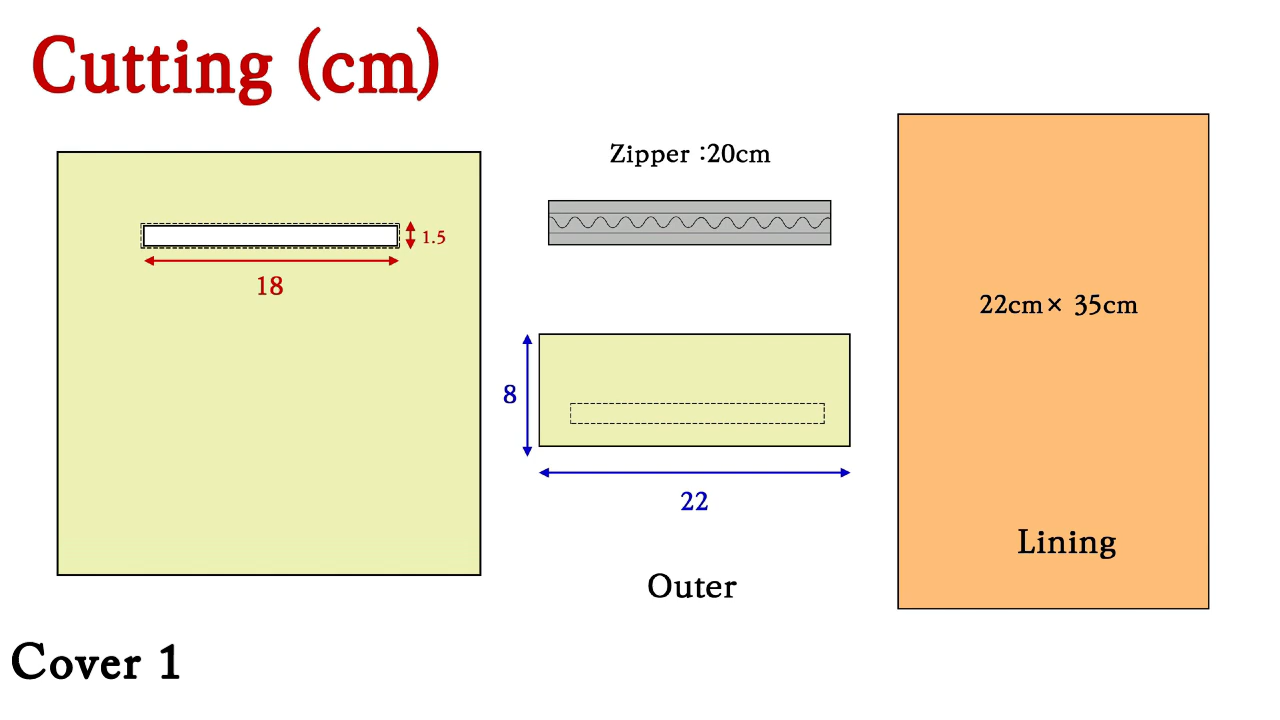 Cutting (cm)
Zipper :20cm
1.5
18
22cm× 35cm
8
22
Lining
Outer
Cover 1